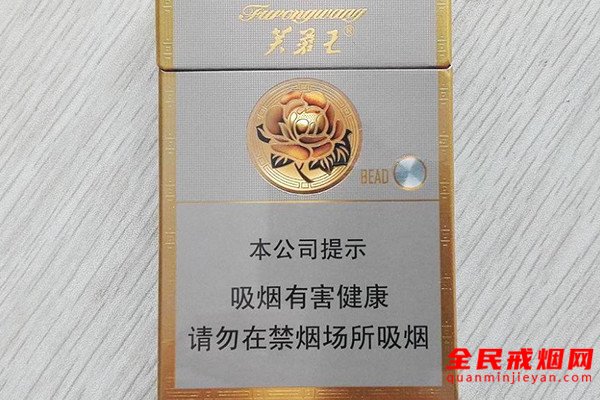 Furongwang
芙蓉王®
BEAD
本公司提示
吸烟有害健康
请勿在禁烟场所吸烟
全民戒烟网
quanminjieyan.com